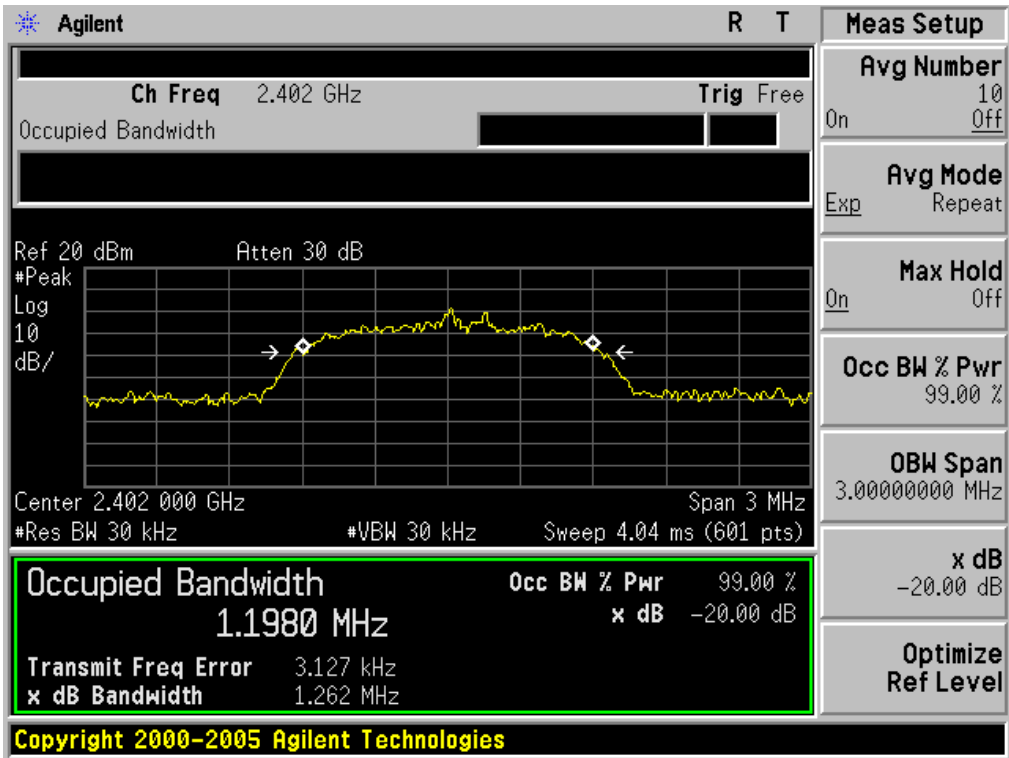 Agilent R T
Ch Freq 2.402 GHz Trig Free
Occupied Bandwidth
Ref 20 dBm Atten 30 dB
#Peak
Log
10
dB/
Center 2.402 000 GHz Span 3 MHz
#Res BW 30 kHz #VBW 30 kHz Sweep 4.04 ms (601 pts)
Occupied Bandwidth Occ BW % Pwr 99.00 %
1.1980 MHz x dB -20.00 dB
Transmit Freq Error 3.127 kHz
x dB Bandwidth 1.262 MHz
Copyright 2000-2005 Agilent Technologies
Meas Setup
Avg Number
10
On Off
Avg Mode
Exp Repeat
Max Hold
On Off
Occ BW % Pwr
99.00 %
OBW Span
3.00000000 MHz
x dB
-20.00 dB
Optimize
Ref Level